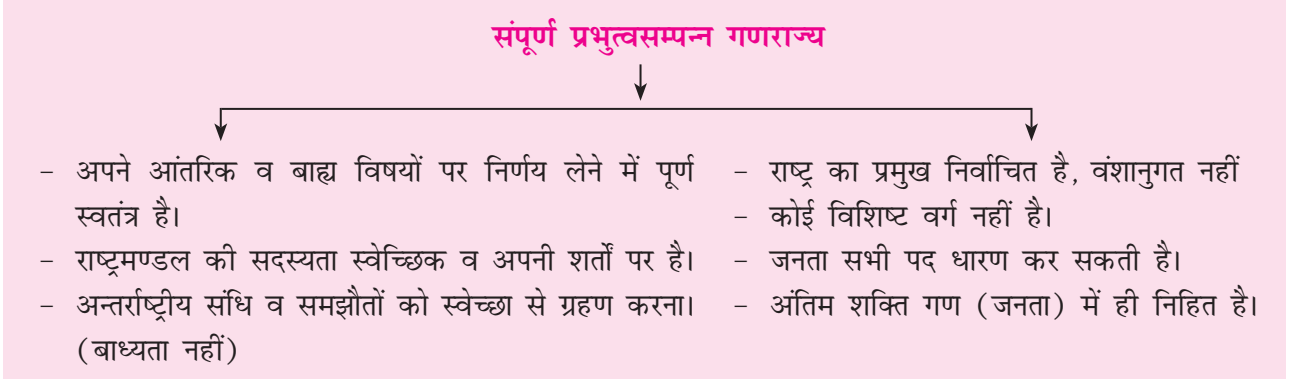 संपूर्ण प्रभुत्वसम्पन्न गणराज्य
– अपने आंतरिक व बाह्य विषयों पर निर्णय लेने में पूर्ण
स्वतंत्र है।
– राष्ट्रमण्डल की सदस्यता स्वेच्छिक व अपनी शर्तों पर है।
– अन्तर्राष्ट्रीय संधि व समझौतों को स्वेच्छा से ग्रहण करना।
(बाध्यता नहीं)
– राष्ट्र का प्रमुख निर्वाचित है, वंशानुगत नहीं
– कोई विशिष्ट वर्ग नहीं है।
– जनता सभी पद धारण कर सकती है।
– अंतिम शक्ति गण (जनता) में ही निहित है।